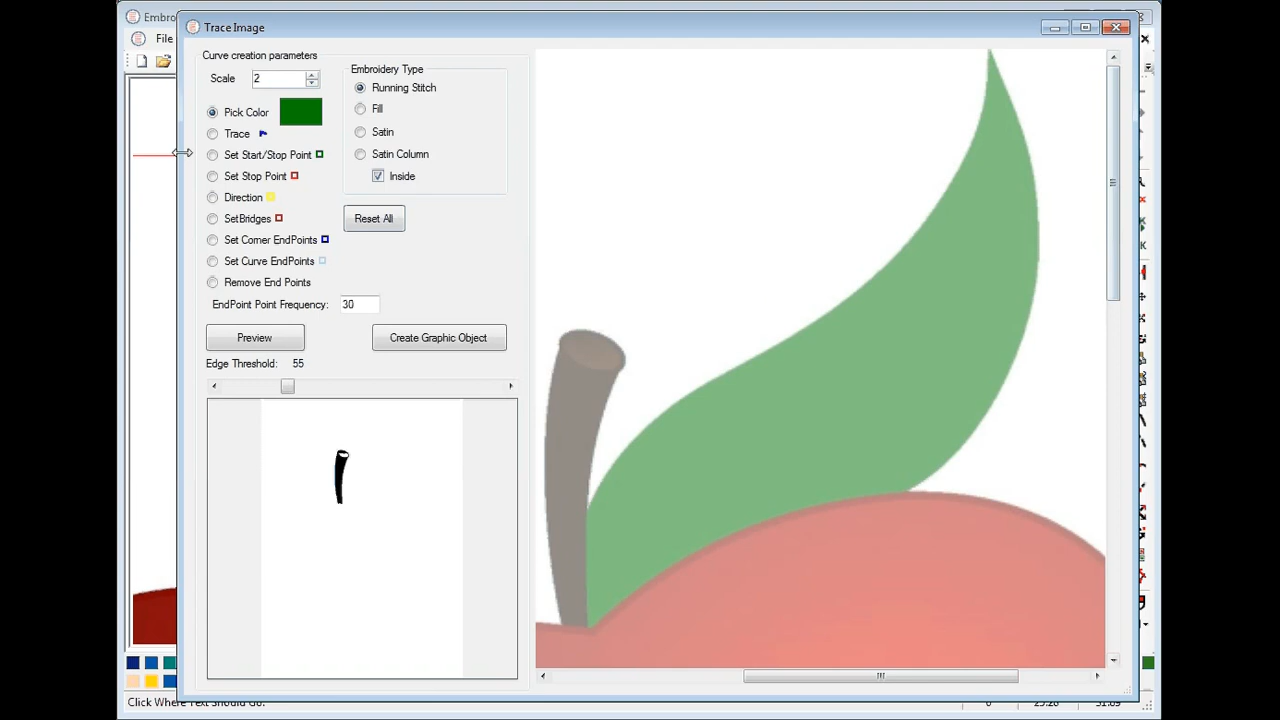 Embro
Trace Image
File
Curve creation parameters
Scale 2
Embroidery Type
Running Stitch
Pick Color
Fill
Trace
Satin
Set Start/Stop Point
Satin Column
Set Stop Point
Inside
Direction
SetBridges
Reset All
Set Corner EndPoints
Set Curve EndPoints
Remove End Points
EndPoint Point Frequency: 30
Preview
Create Graphic Object
Edge Threshold: 55
Click Where Text Should Go.